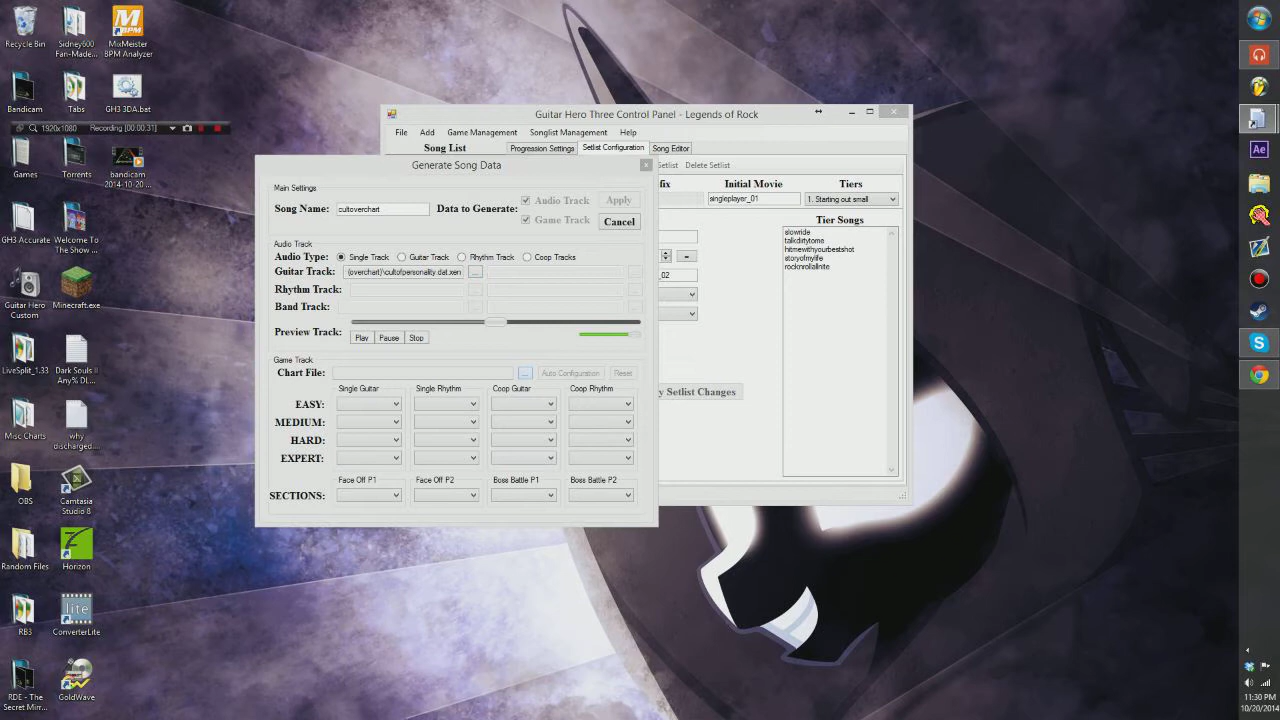 Recycle Bin
Sidney600 Fan-Made...
MixMeister BPM Analyzer
Bandicam
Tabs
GH3 3DA.bat
1920x1080 Recording [00:00:31]
Games
Torrents
bandicam 2014-10-20 ...
GH3 Accurate
Welcome To The Show ...
Guitar Hero Custom
Minecraft.exe
LiveSplit_1.33
Dark Souls II Any% DL...
Misc Charts
why discharged....
OBS
Camtasia Studio 8
Random Files
Horizon
RB3
lite
ConverterLite
RDE - The Secret Mirr...
GoldWave
Guitar Hero Three Control Panel - Legends of Rock
File Add Game Management Songlist Management Help
Song List Progression Settings Setlist Configuration Song Editor
Setlist Delete Setlist
fix Initial Movie Tiers
singleplayer_01 1. Starting out small
Tier Songs
slowride
talkdirtytome
hitmewithyourbestshot
storyofmylife
rocknrollalnite
_02
y Setlist Changes
Generate Song Data
Main Settings
Song Name: cultoverchart Data to Generate: Audio Track Apply
Game Track Cancel
Audio Track
Audio Type: Single Track Guitar Track Rhythm Track Coop Tracks
Guitar Track: (overchart)\cultofpersonality.dat.xen ...
Rhythm Track: ...
Band Track: ...
Preview Track: Play Pause Stop
Game Track
Chart File: ... Auto Configuration Reset
Single Guitar Single Rhythm Coop Guitar Coop Rhythm
EASY:
MEDIUM:
HARD:
EXPERT:
Face Off P1 Face Off P2 Boss Battle P1 Boss Battle P2
SECTIONS:
Ae
11:30 PM
10/20/2014